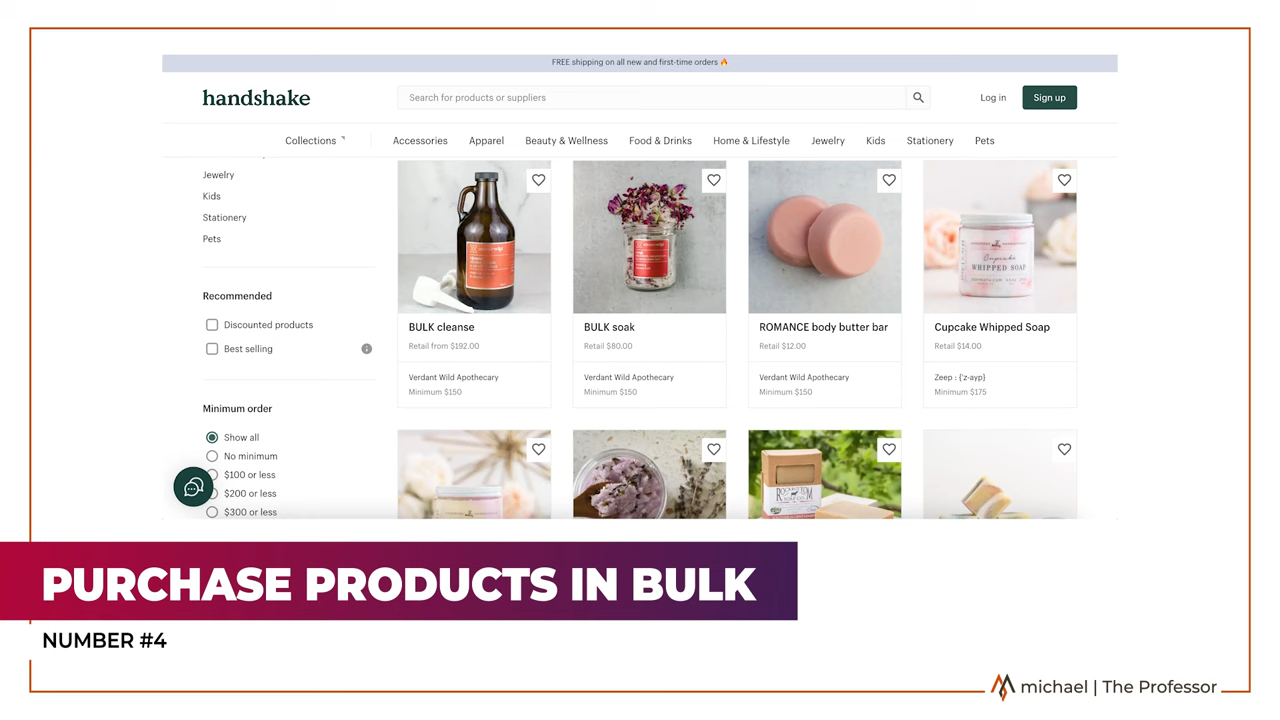 FREE shipping on all new and first-time orders 🔥
handshake
Search for products or suppliers
Log in
Sign up
Collections
Accessories
Apparel
Beauty & Wellness
Food & Drinks
Home & Lifestyle
Jewelry
Kids
Stationery
Pets
Jewelry
Kids
Stationery
Pets
Recommended
Discounted products
Best selling
Minimum order
Show all
No minimum
$100 or less
$200 or less
$300 or less
BULK cleanse
Retail from $192.00
Verdant Wild Apothecary
Minimum $150
BULK soak
Retail $80.00
Verdant Wild Apothecary
Minimum $150
ROMANCE body butter bar
Retail $12.00
Verdant Wild Apothecary
Minimum $150
Cupcake
WHIPPED SOAP
Cupcake Whipped Soap
Retail $14.00
Zeep : {'z-ayp}
Minimum $175
PURCHASE PRODUCTS IN BULK
NUMBER #4
michael | The Professor